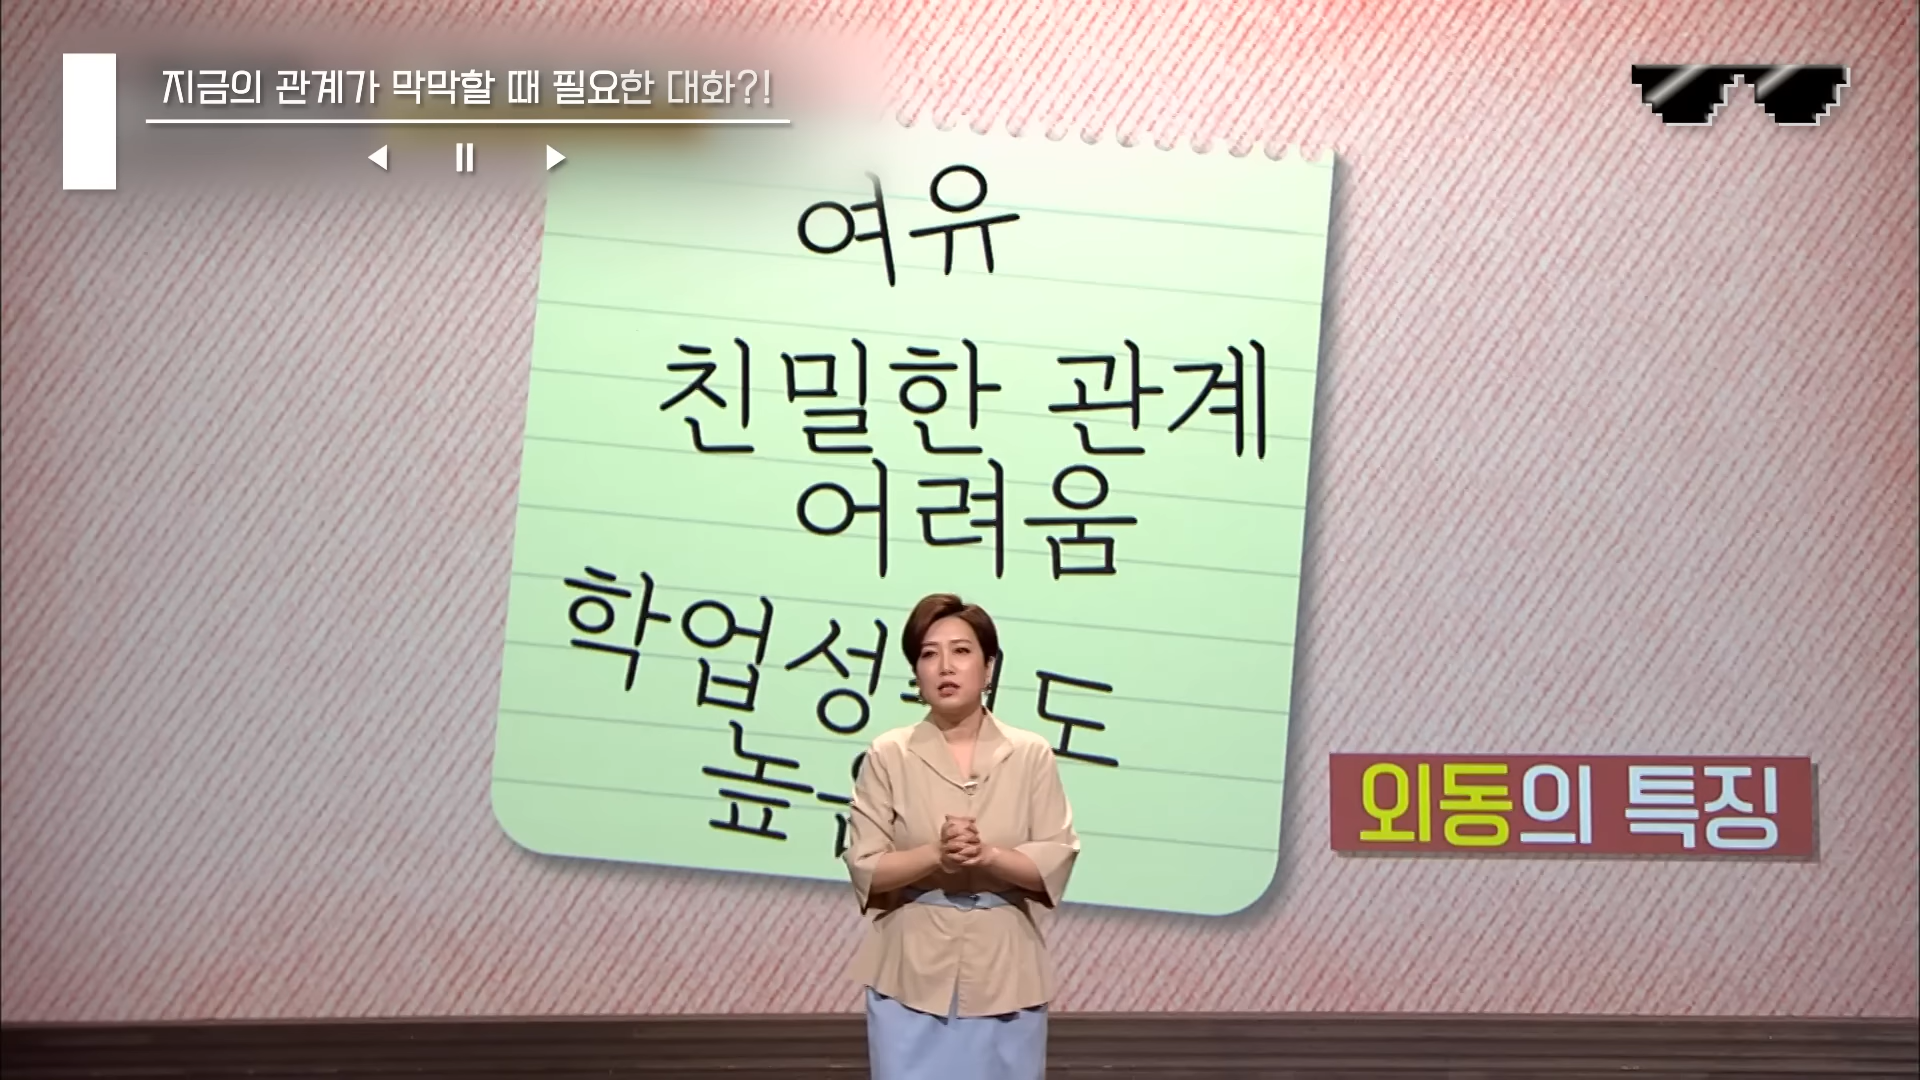 지금의 관계가 막막할 때 필요한 대화?!
여유
친밀한 관계
어려움
학업성 도
외동의 특징